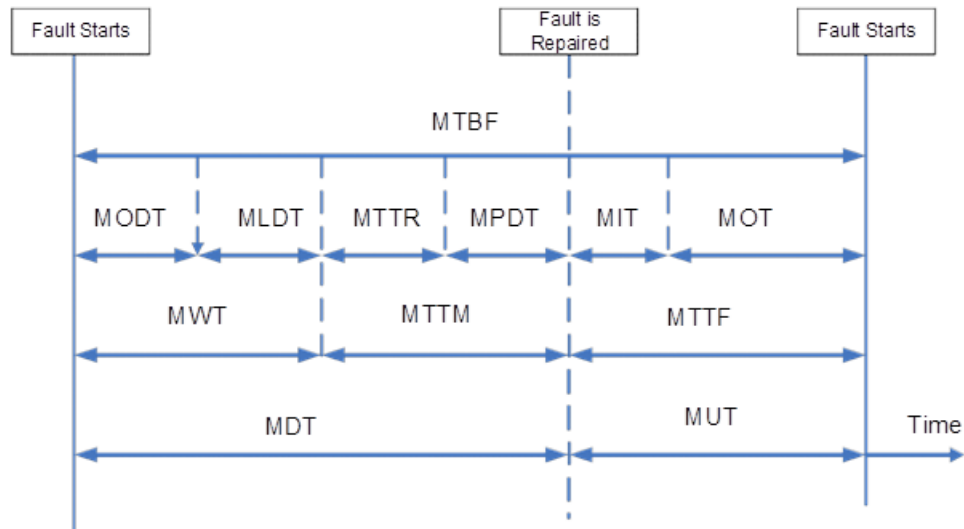 Fault Starts
Fault is
Repaired
Fault Starts
MTBF
MODT
MLDT
MTTR
MPDT
MIT
MOT
MWT
MTTM
MTTF
MDT
MUT
Time